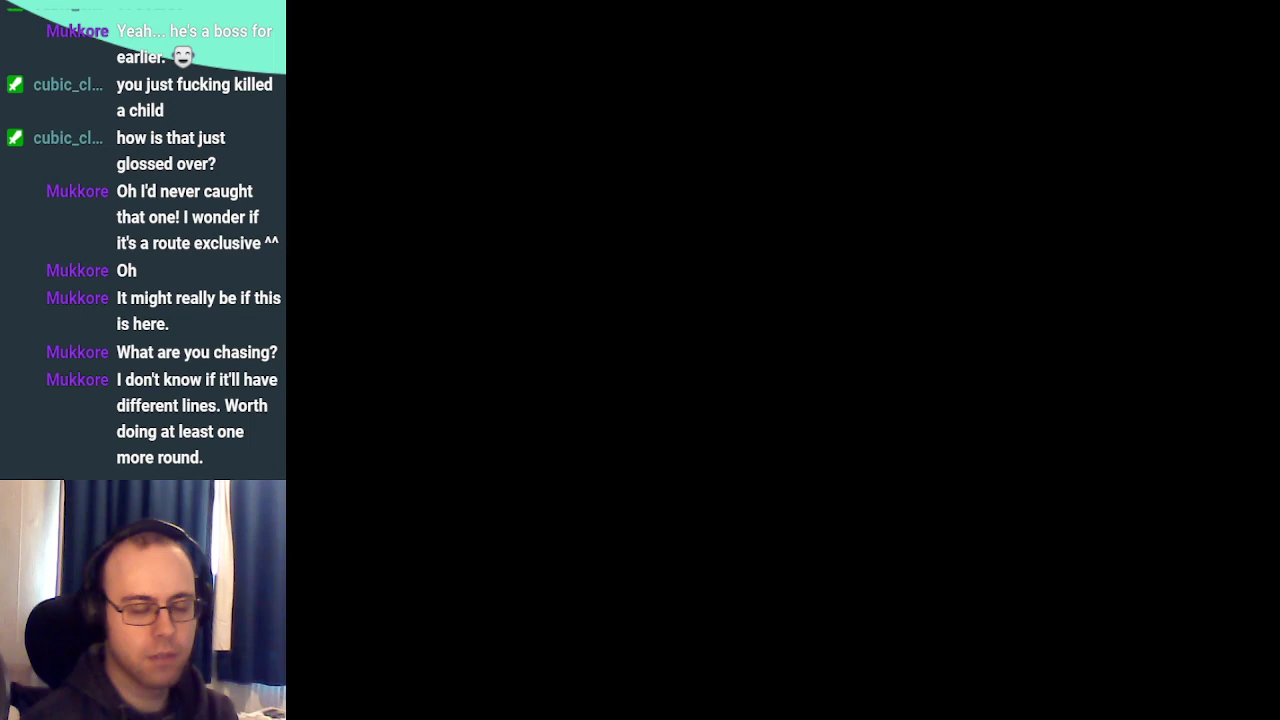 Mukkore Yeah... he's a boss for
earlier.
cubic_cl... you just fucking killed
a child
cubic_cl... how is that just
glossed over?
Mukkore Oh I'd never caught
that one! I wonder if
it's a route exclusive ^^
Mukkore Oh
Mukkore It might really be if this
is here.
Mukkore What are you chasing?
Mukkore I don't know if it'll have
different lines. Worth
doing at least one
more round.